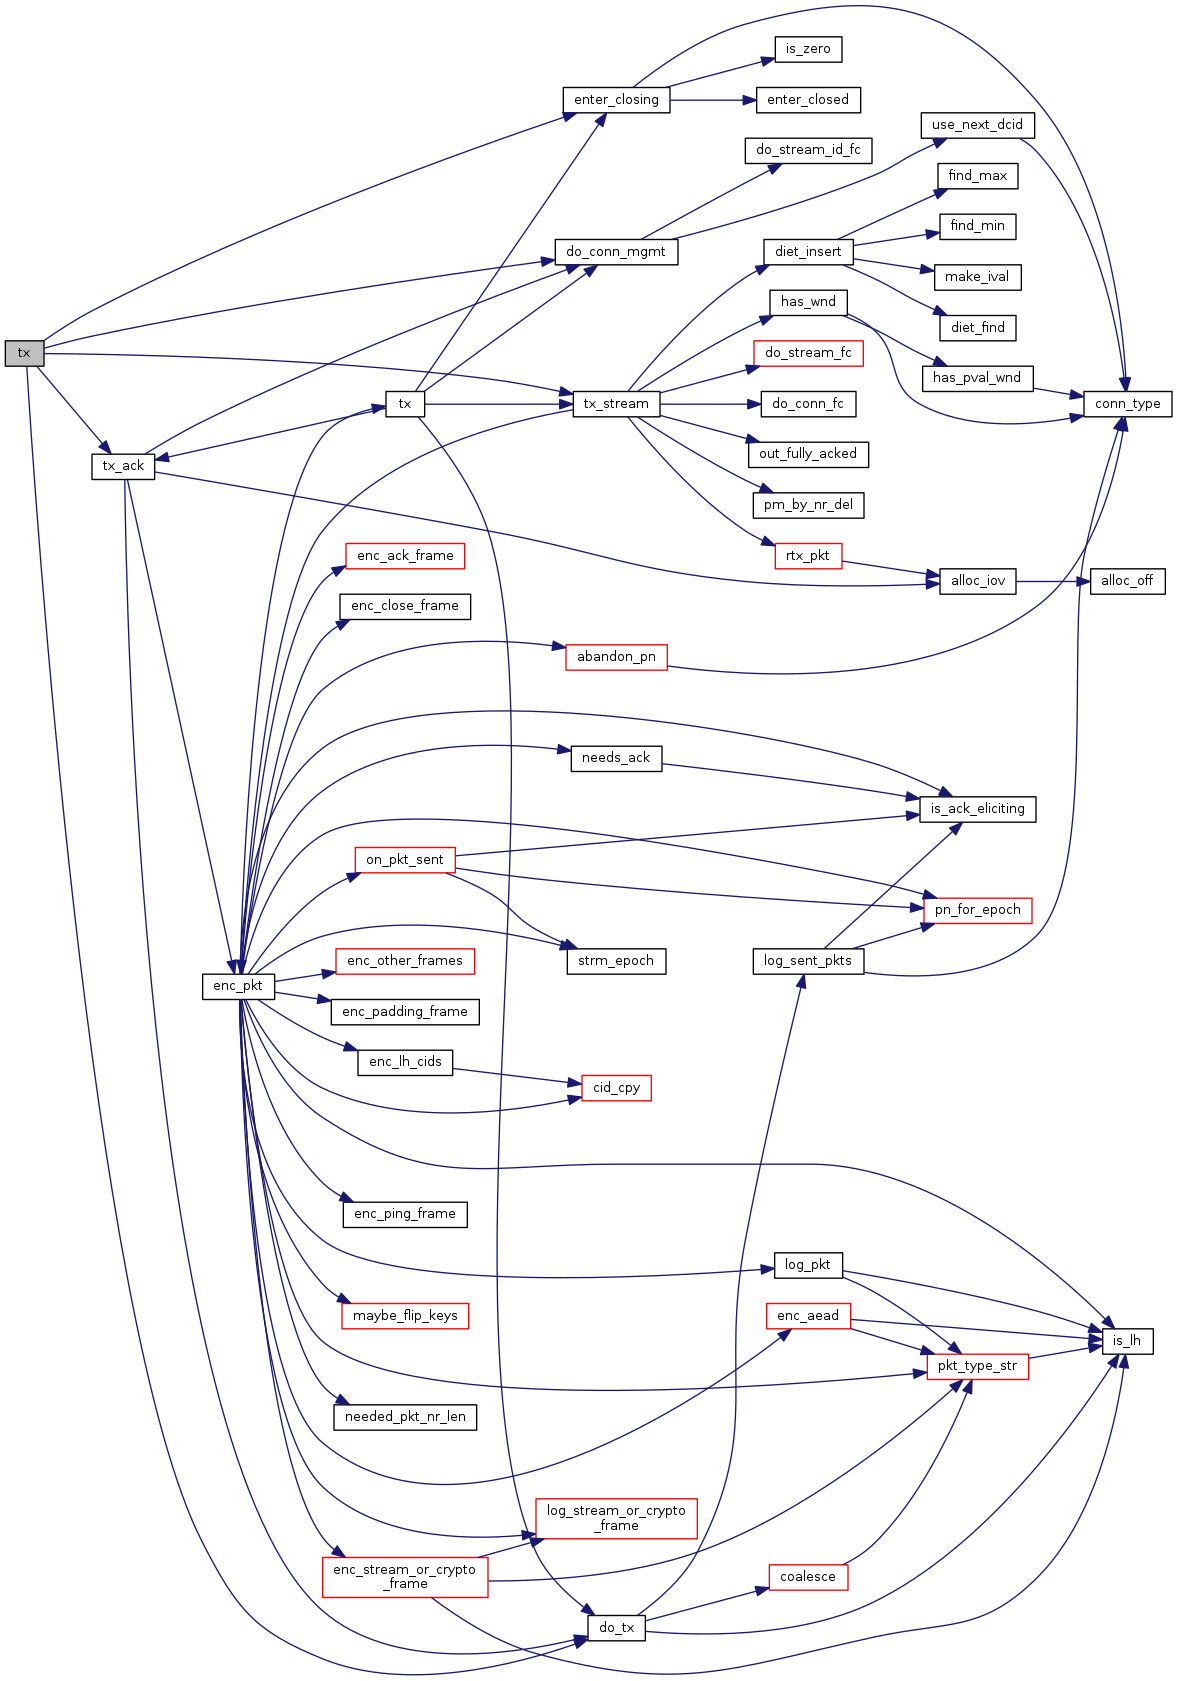 is_zero
enter_closing
enter_closed
use_next_dcid
do_stream_id_fc
find_max
find_min
do_conn_mgmt
diet_insert
make_ival
has_wnd
diet_find
tx
do_stream_fc
has_pval_wnd
tx
tx_stream
do_conn_fc
conn_type
out_fully_acked
tx_ack
pm_by_nr_del
enc_ack_frame
rtx_pkt
alloc_iov
alloc_off
enc_close_frame
abandon_pn
needs_ack
is_ack_eliciting
on_pkt_sent
pn_for_epoch
enc_other_frames
strm_epoch
log_sent_pkts
enc_pkt
enc_padding_frame
enc_lh_cids
cid_cpy
enc_ping_frame
log_pkt
maybe_flip_keys
enc_aead
is_lh
pkt_type_str
needed_pkt_nr_len
log_stream_or_crypto
_frame
enc_stream_or_crypto
_frame
coalesce
do_tx